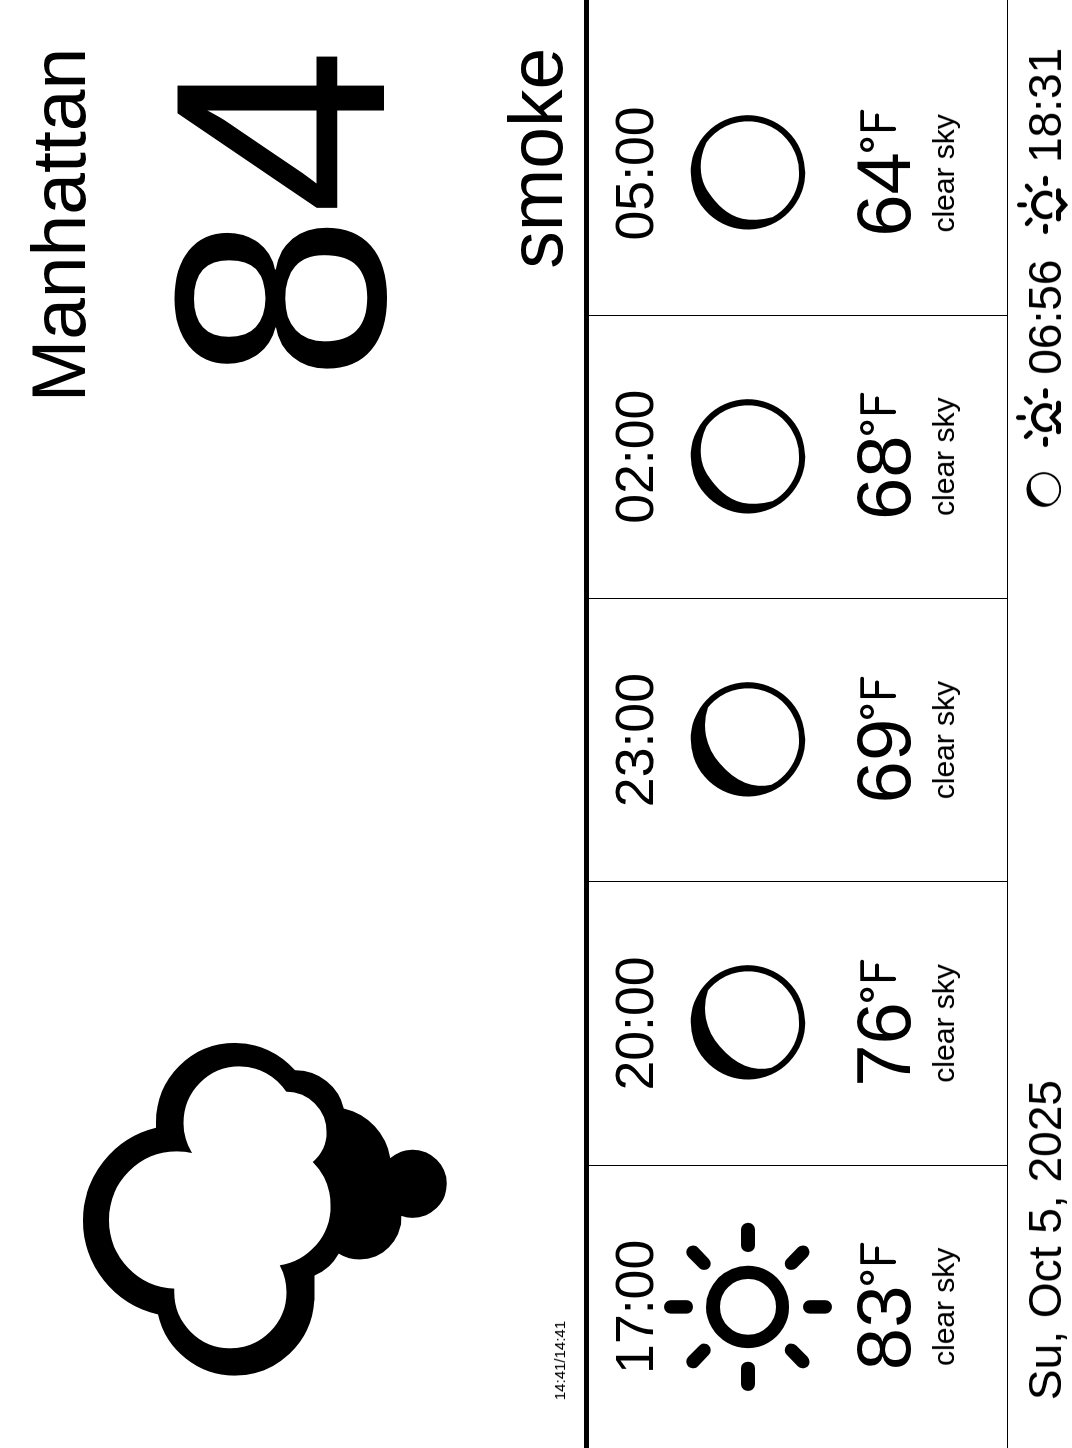 Manhattan
84
smoke
14:41/14:41
17:00
83°F
clear sky
20:00
76°F
clear sky
23:00
69°F
clear sky
02:00
68°F
clear sky
05:00
64°F
clear sky
Su, Oct 5, 2025
06:56
18:31